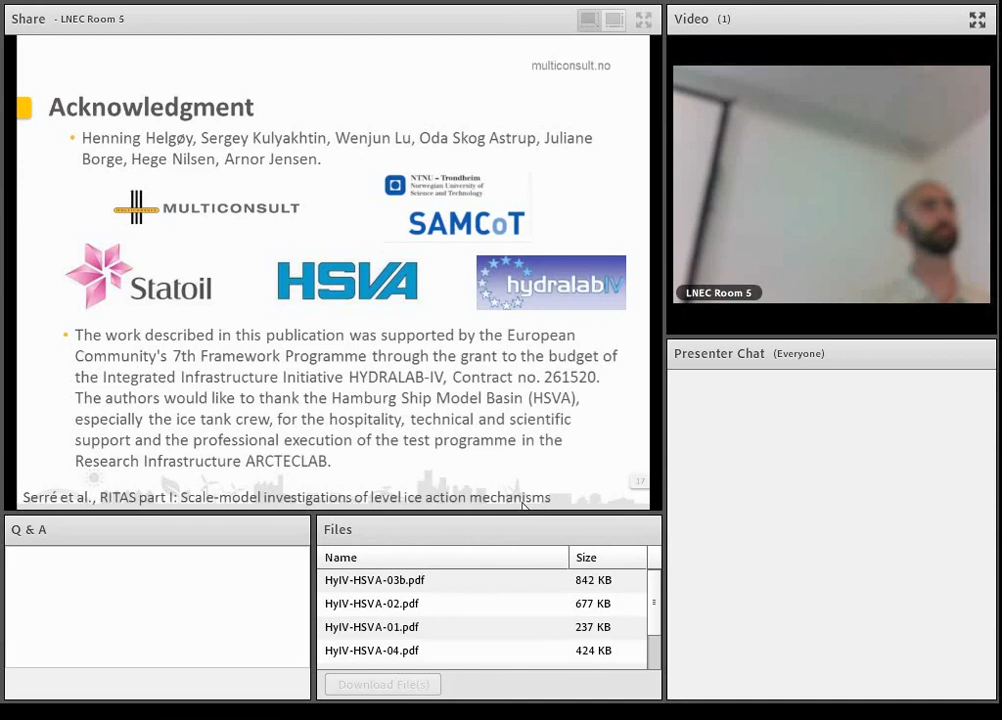 Share - LNEC Room 5
multiconsult.no
Acknowledgment
• Henning Helgøy, Sergey Kulyakhtin, Wenjun Lu, Oda Skog Astrup, Juliane
Borge, Hege Nilsen, Arnor Jensen.
NTNU – Trondheim
Norwegian University of
Science and Technology
MULTICONSULT
SAMCoT
Statoil
HSVA
hydralabIV
• The work described in this publication was supported by the European
Community's 7th Framework Programme through the grant to the budget of
the Integrated Infrastructure Initiative HYDRALAB-IV, Contract no. 261520.
The authors would like to thank the Hamburg Ship Model Basin (HSVA),
especially the ice tank crew, for the hospitality, technical and scientific
support and the professional execution of the test programme in the
Research Infrastructure ARCTECLAB.
17
Serré et al., RITAS part I: Scale-model investigations of level ice action mechanisms
Video (1)
LNEC Room 5
Presenter Chat (Everyone)
Q & A
Files
Name Size
HyIV-HSVA-03b.pdf 842 KB
HyIV-HSVA-02.pdf 677 KB
HyIV-HSVA-01.pdf 237 KB
HyIV-HSVA-04.pdf 424 KB
Download File(s)